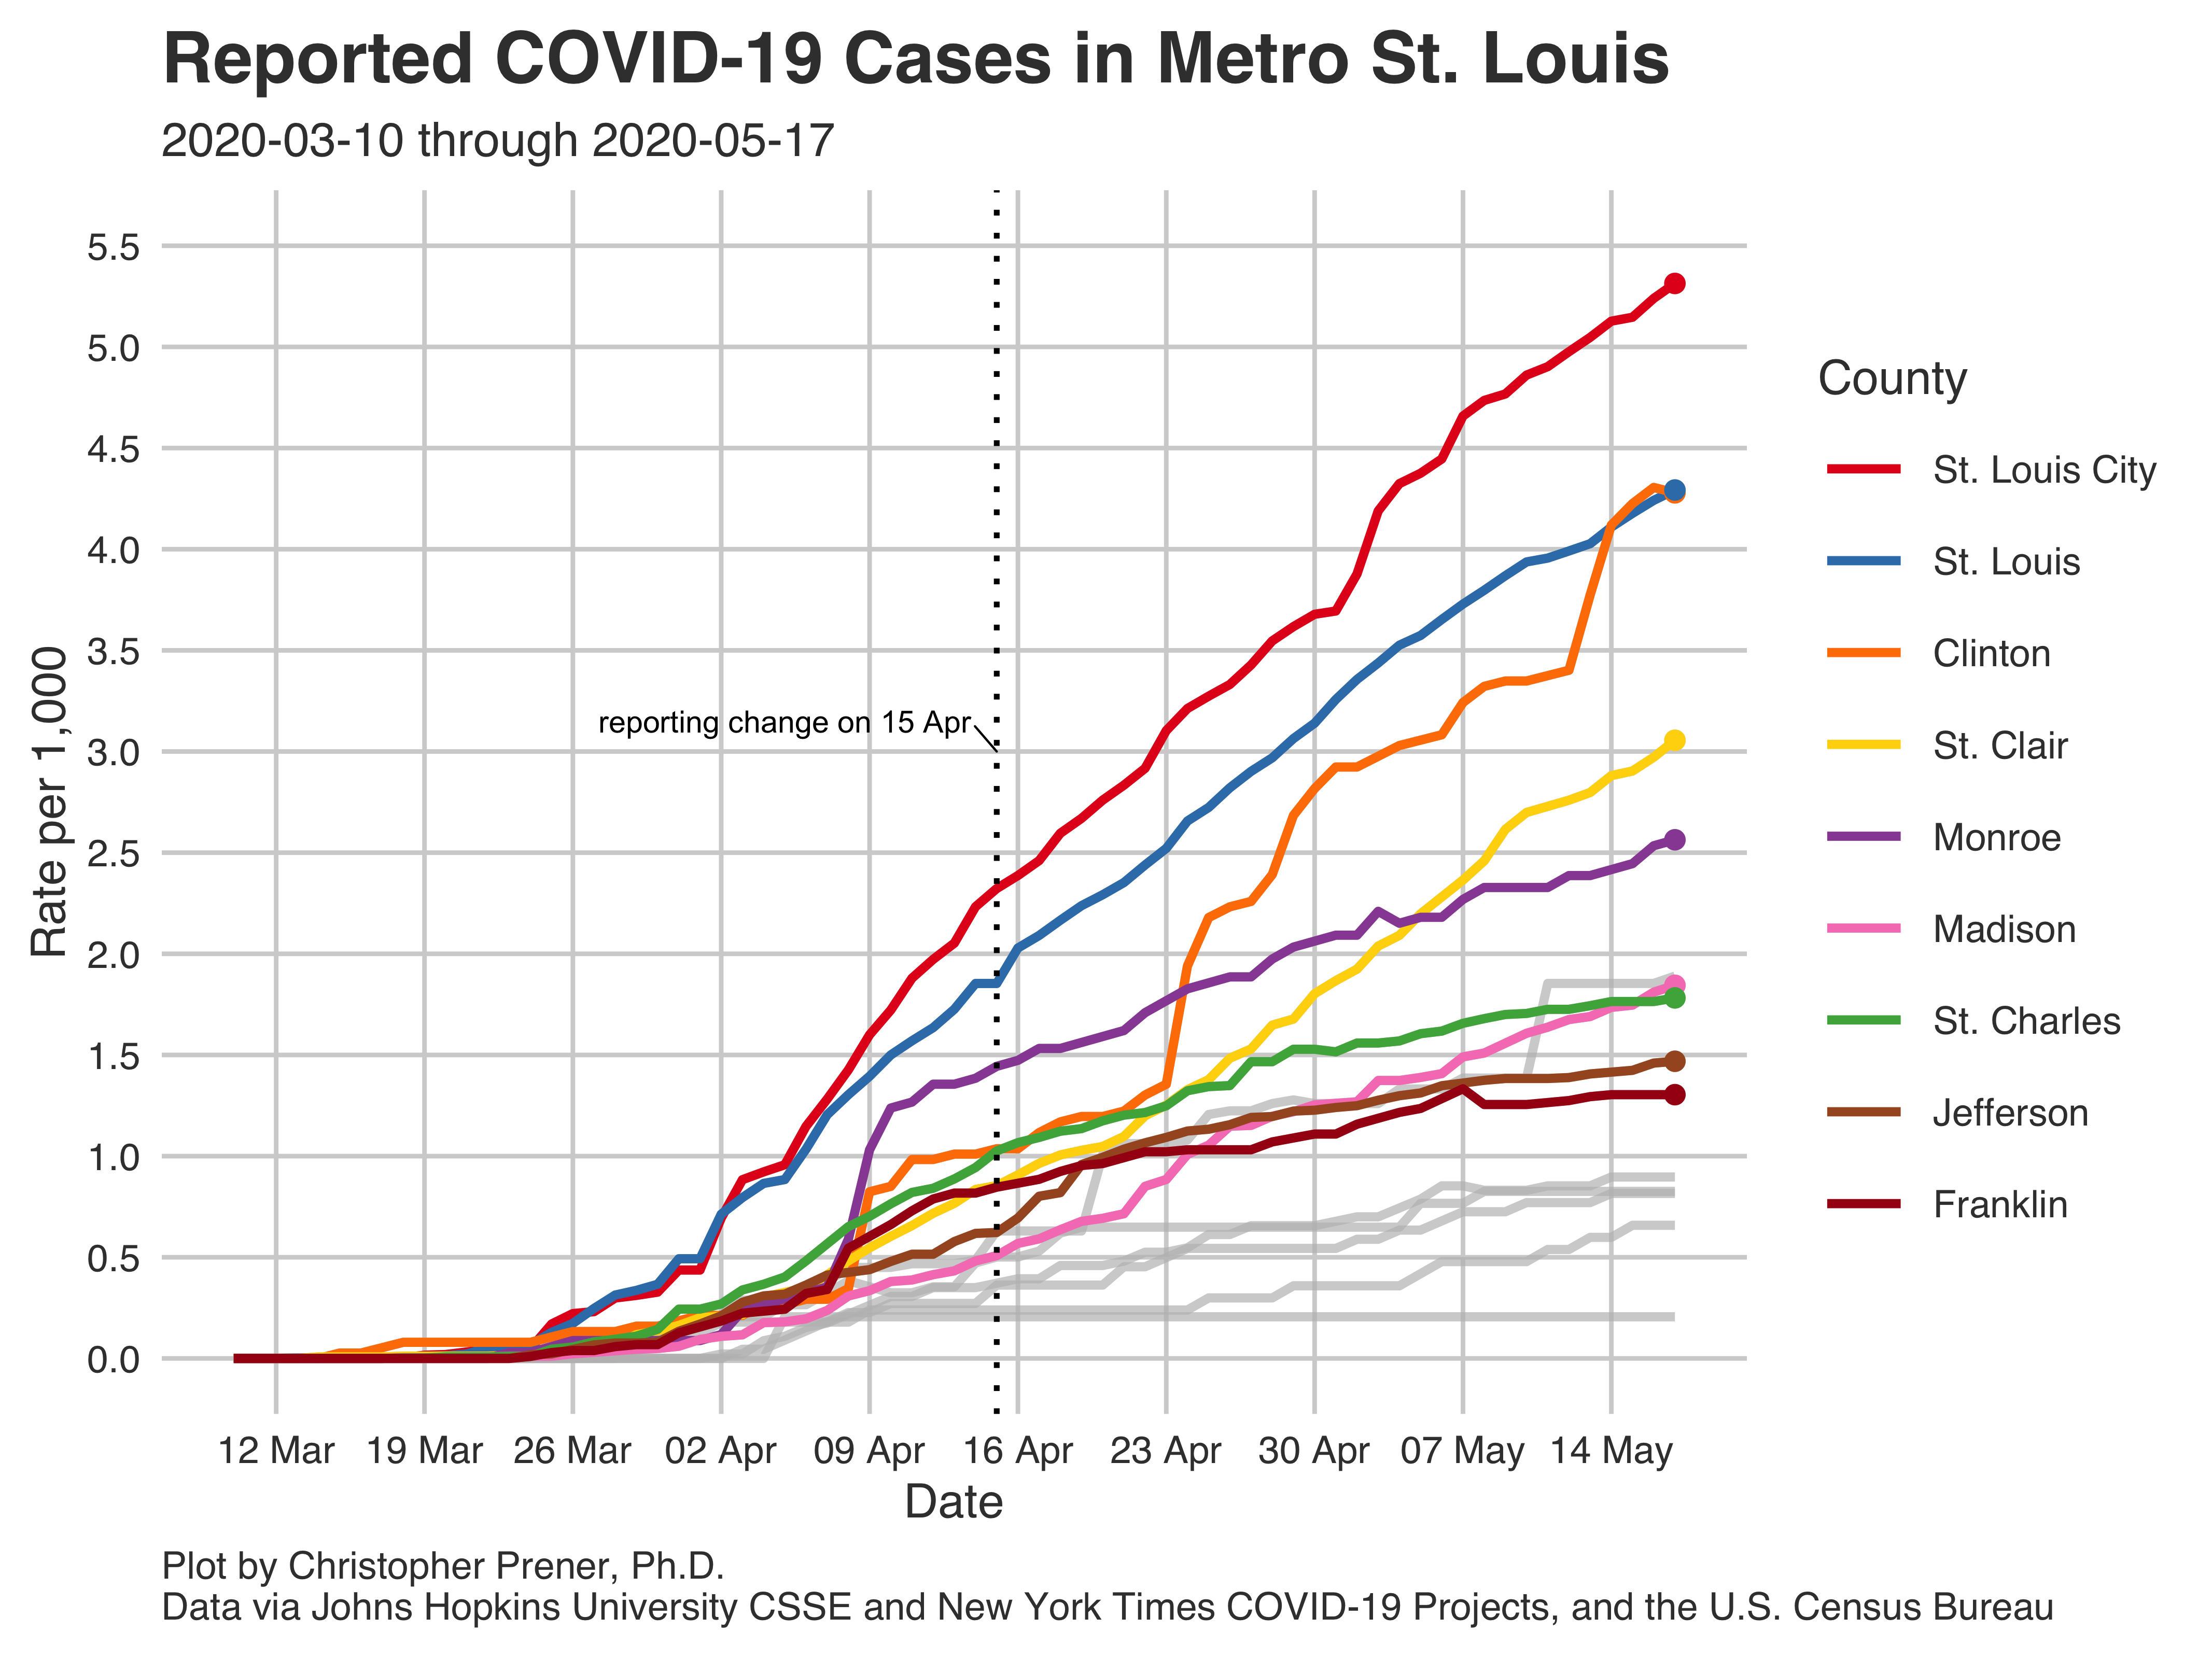 Reported COVID-19 Cases in Metro St. Louis
2020-03-10 through 2020-05-17
5.5
5.0
4.5
4.0
3.5
3.0
2.5
2.0
1.5
1.0
0.5
0.0
Rate per 1,000
reporting change on 15 Apr
12 Mar 19 Mar 26 Mar 02 Apr 09 Apr 16 Apr 23 Apr 30 Apr 07 May 14 May
Date
County
St. Louis City
St. Louis
Clinton
St. Clair
Monroe
Madison
St. Charles
Jefferson
Franklin
Plot by Christopher Prener, Ph.D.
Data via Johns Hopkins University CSSE and New York Times COVID-19 Projects, and the U.S. Census Bureau